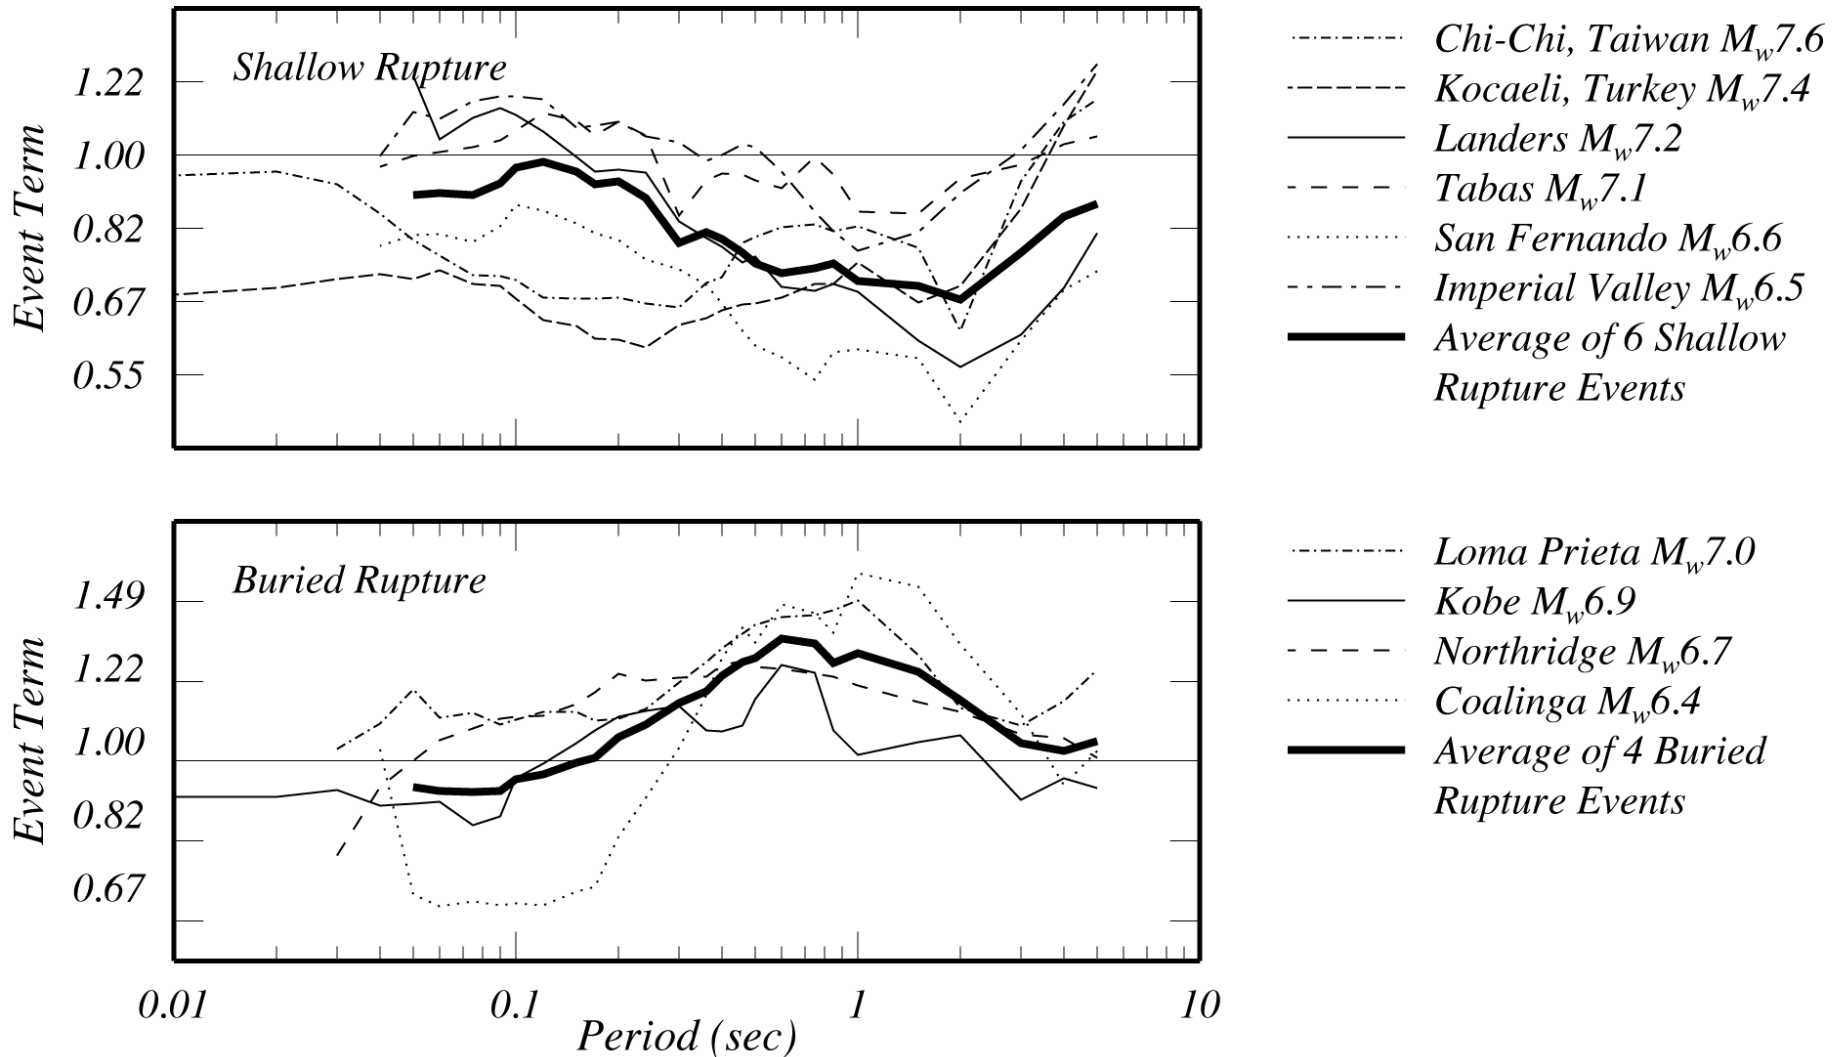 Shallow Rupture
1.22
1.00
0.82
0.67
0.55
Event Term
Chi-Chi, Taiwan Mw7.6
Kocaeli, Turkey Mw7.4
Landers Mw7.2
Tabas Mw7.1
San Fernando Mw6.6
Imperial Valley Mw6.5
Average of 6 Shallow
Rupture Events
Buried Rupture
1.49
1.22
1.00
0.82
0.67
Event Term
0.01
0.1
1
10
Period (sec)
Loma Prieta Mw7.0
Kobe Mw6.9
Northridge Mw6.7
Coalinga Mw6.4
Average of 4 Buried
Rupture Events